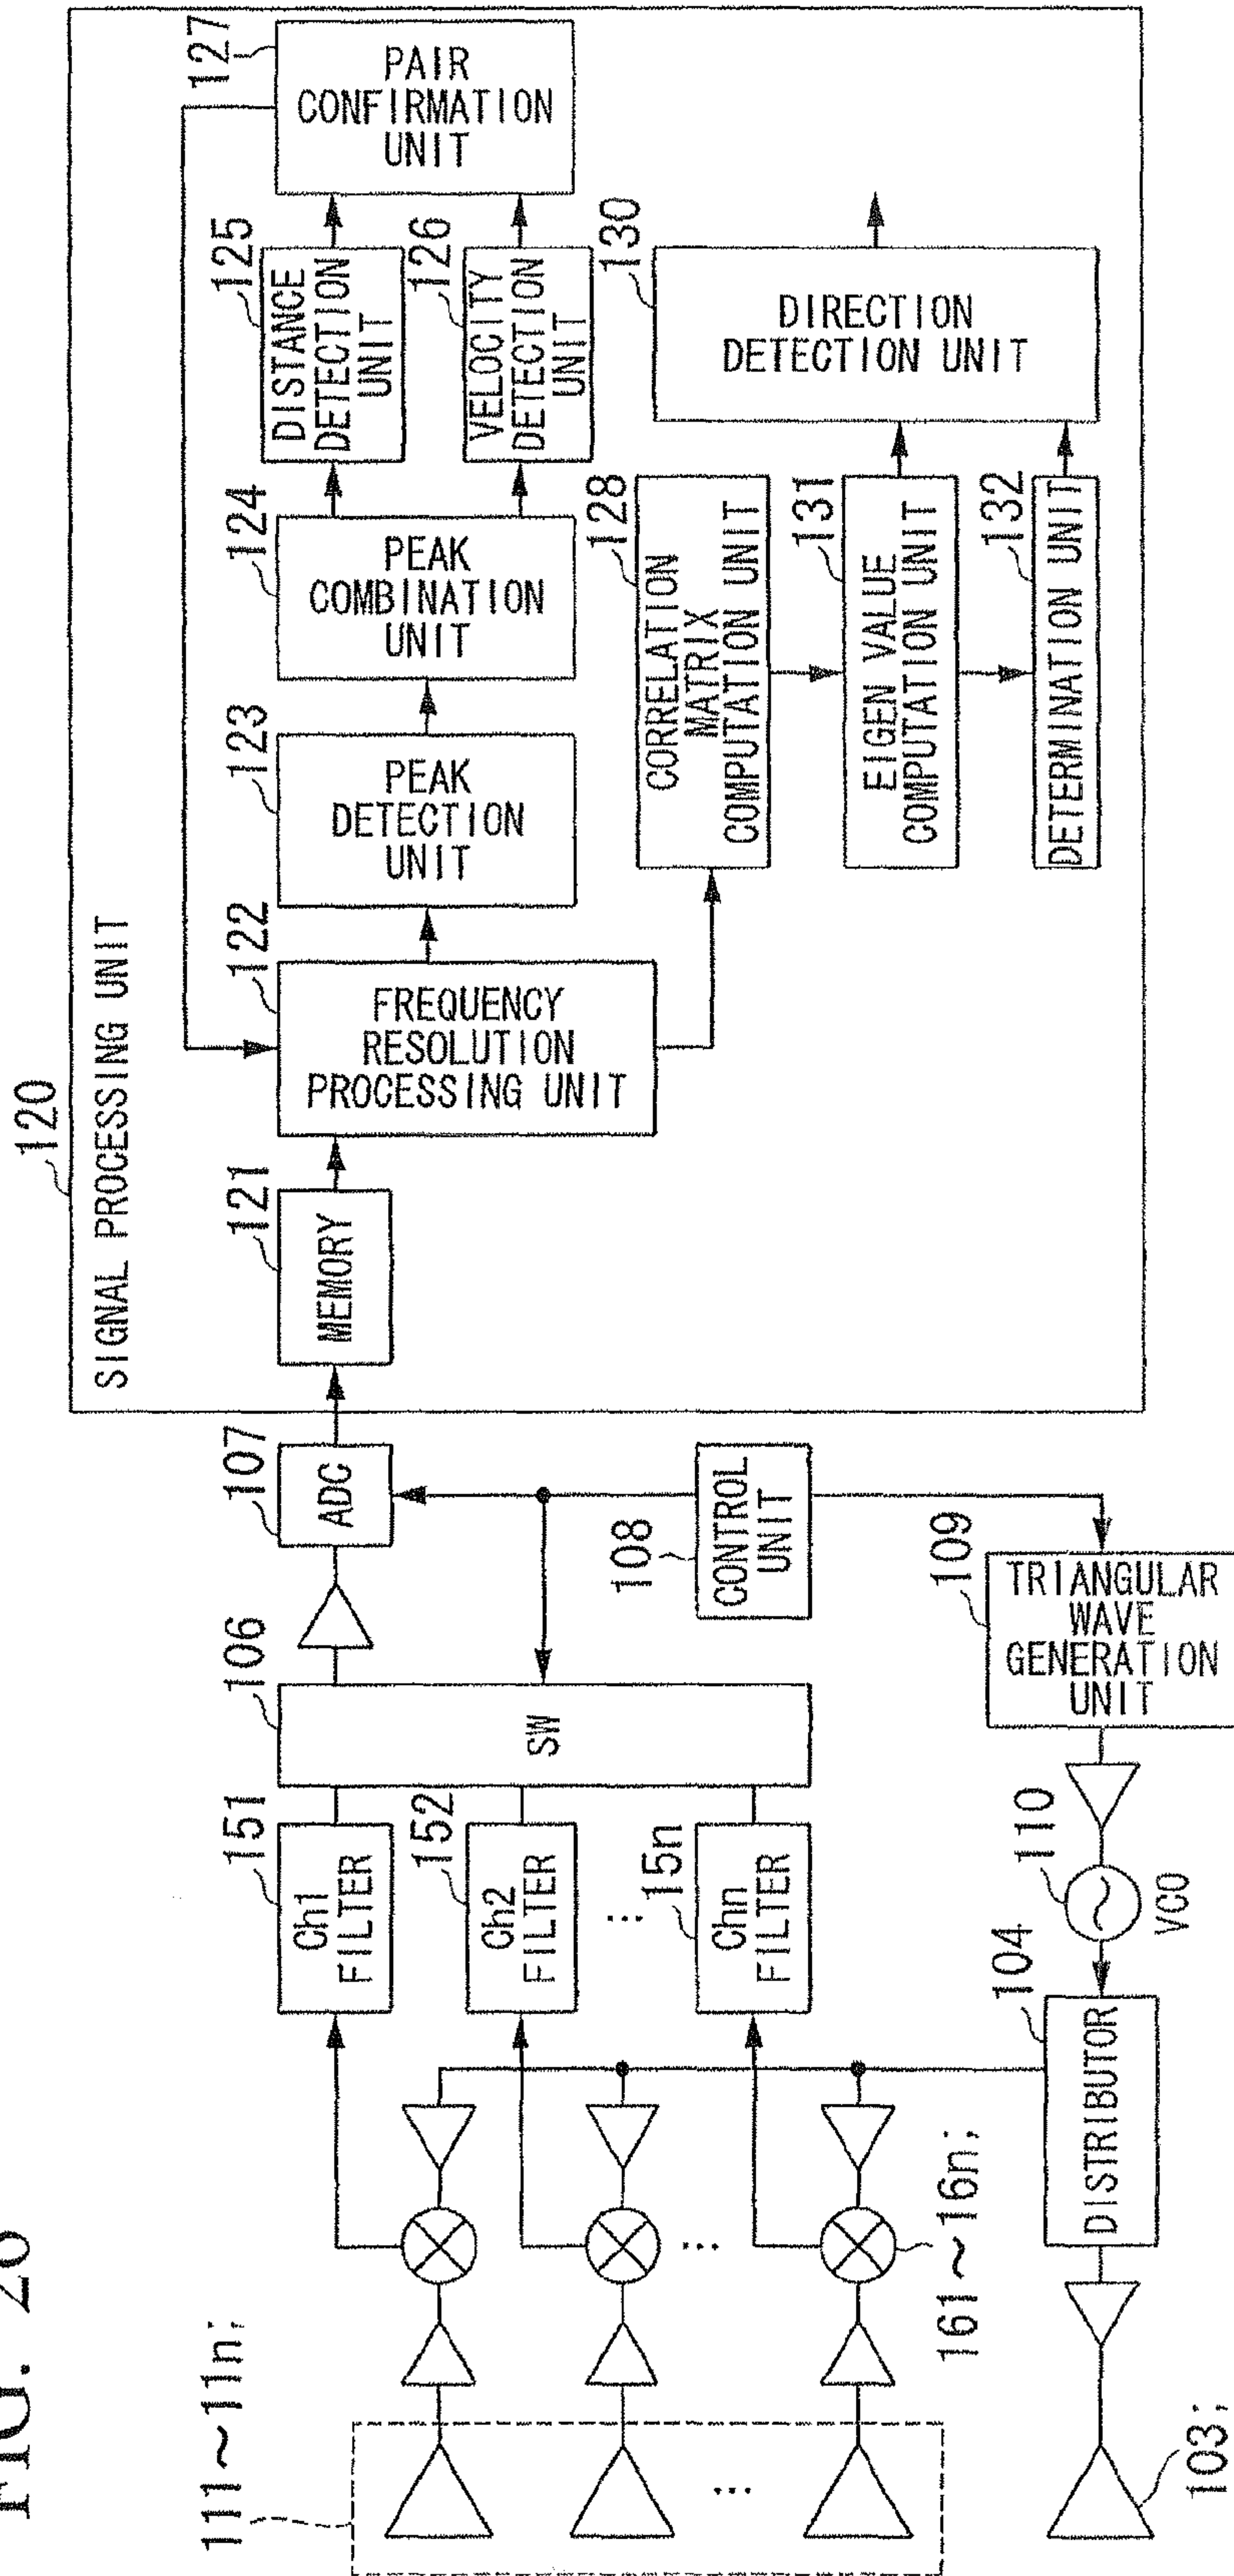 FIG. 26
120
SIGNAL PROCESSING UNIT
111~11n;
151
Ch1
FILTER
152
Ch2
FILTER
...
15n
Chn
FILTER
...
...
161~16n;
103;
104
DISTRIBUTOR
110
VCO
109
TRIANGULAR
WAVE
GENERATION
UNIT
106
SW
108
CONTROL
UNIT
107
ADC
121
MEMORY
122
FREQUENCY
RESOLUTION
PROCESSING UNIT
123
PEAK
DETECTION
UNIT
124
PEAK
COMBINATION
UNIT
125
DISTANCE
DETECTION
UNIT
126
VELOCITY
DETECTION
UNIT
127
PAIR
CONFIRMATION
UNIT
128
CORRELATION
MATRIX
COMPUTATION UNIT
131
EIGEN VALUE
COMPUTATION UNIT
132
DETERMINATION UNIT
130
DIRECTION
DETECTION UNIT